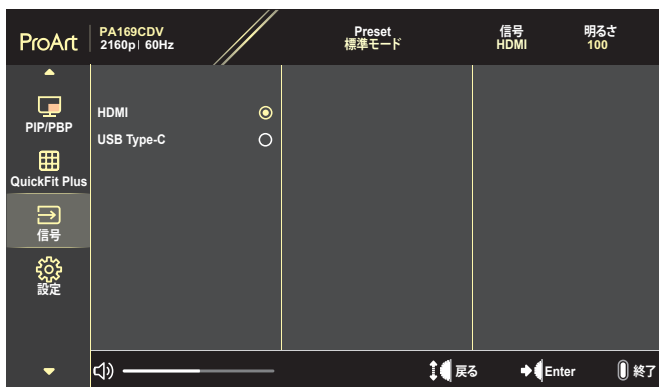 ProArt
PA169CDV
2160p| 60Hz
Preset
標準モード
信号
HDMI
明るさ
100
PIP/PBP
QuickFit Plus
信号
設定
HDMI
USB Type-C
戻る
Enter
終了